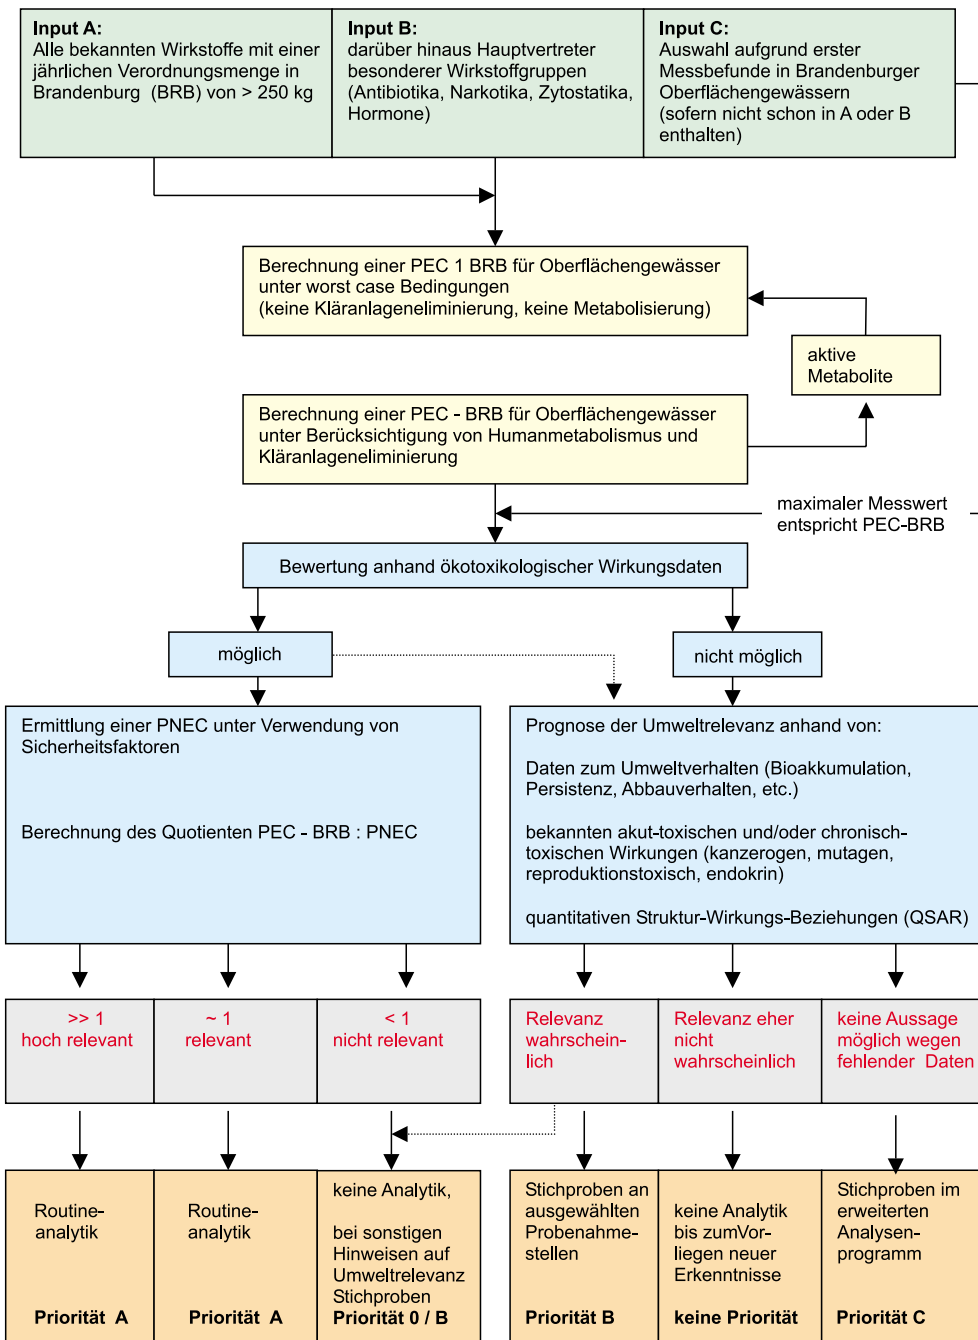 Input A:
Alle bekannten Wirkstoffe mit einer
jährlichen Verordnungsmenge in
Brandenburg (BRB) von > 250 kg
Input B:
darüber hinaus Hauptvertreter
besonderer Wirkstoffgruppen
(Antibiotika, Narkotika, Zytostatika,
Hormone)
Input C:
Auswahl aufgrund erster
Messbefunde in Brandenburger
Oberflächengewässern
(sofern nicht schon in A oder B
enthalten)
Berechnung einer PEC 1 BRB für Oberflächengewässer
unter worst case Bedingungen
(keine Kläranlageneliminierung, keine Metabolisierung)
aktive
Metabolite
Berechnung einer PEC - BRB für Oberflächengewässer
unter Berücksichtigung von Humanmetabolismus und
Kläranlageneliminierung
maximaler Messwert
entspricht PEC-BRB
Bewertung anhand ökotoxikologischer Wirkungsdaten
möglich
nicht möglich
Ermittlung einer PNEC unter Verwendung von
Sicherheitsfaktoren
Berechnung des Quotienten PEC - BRB : PNEC
Prognose der Umweltrelevanz anhand von:
Daten zum Umweltverhalten (Bioakkumulation,
Persistenz, Abbauverhalten, etc.)
bekannten akut-toxischen und/oder chronisch-
toxischen Wirkungen (kanzerogen, mutagen,
reproduktionstoxisch, endokrin)
quantitativen Struktur-Wirkungs-Beziehungen (QSAR)
>> 1
hoch relevant
~ 1
relevant
< 1
nicht relevant
Relevanz
wahrschein-
lich
Relevanz eher
nicht
wahrscheinlich
keine Aussage
möglich wegen
fehlender Daten
Routine-
analytik
Priorität A
Routine-
analytik
Priorität A
keine Analytik,
bei sonstigen
Hinweisen auf
Umweltrelevanz
Stichproben
Priorität 0 / B
Stichproben an
ausgewählten
Probenahme-
stellen
Priorität B
keine Analytik
bis zumVor-
liegen neuer
Erkenntnisse
keine Priorität
Stichproben im
erweiterten
Analysen-
programm
Priorität C